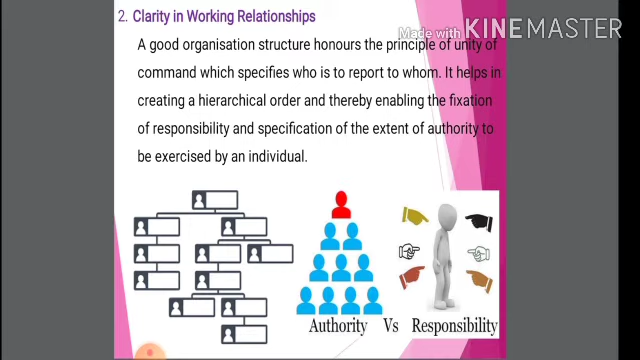 Made with KINEMASTER
2. Clarity in Working Relationships
A good organisation structure honours the principle of unity of
command which specifies who is to report to whom. It helps in
creating a hierarchical order and thereby enabling the fixation
of responsibility and specification of the extent of authority to
be exercised by an individual.
Authority Vs Responsibility